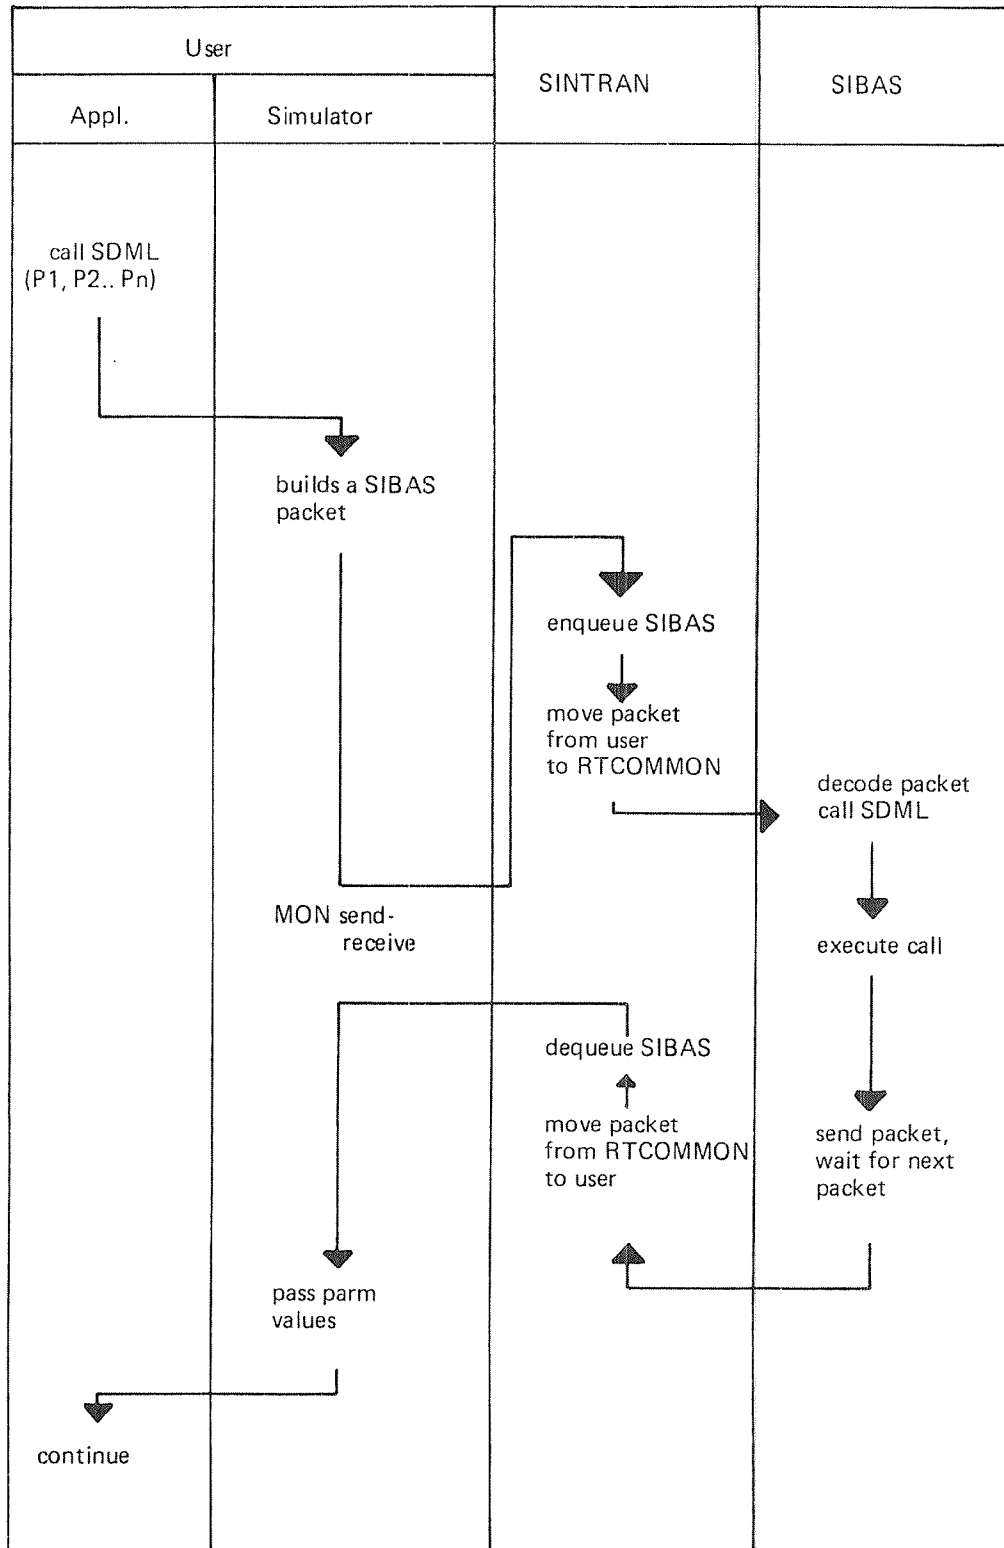 User
SINTRAN
SIBAS
Appl.
Simulator
call SDML
(P1, P2.. Pn)
builds a SIBAS
packet
enqueue SIBAS
move packet
from user
to RTCOMMON
decode packet
call SDML
MON send-
receive
execute call
dequeue SIBAS
move packet
from RTCOMMON
to user
send packet,
wait for next
packet
pass parm
values
continue